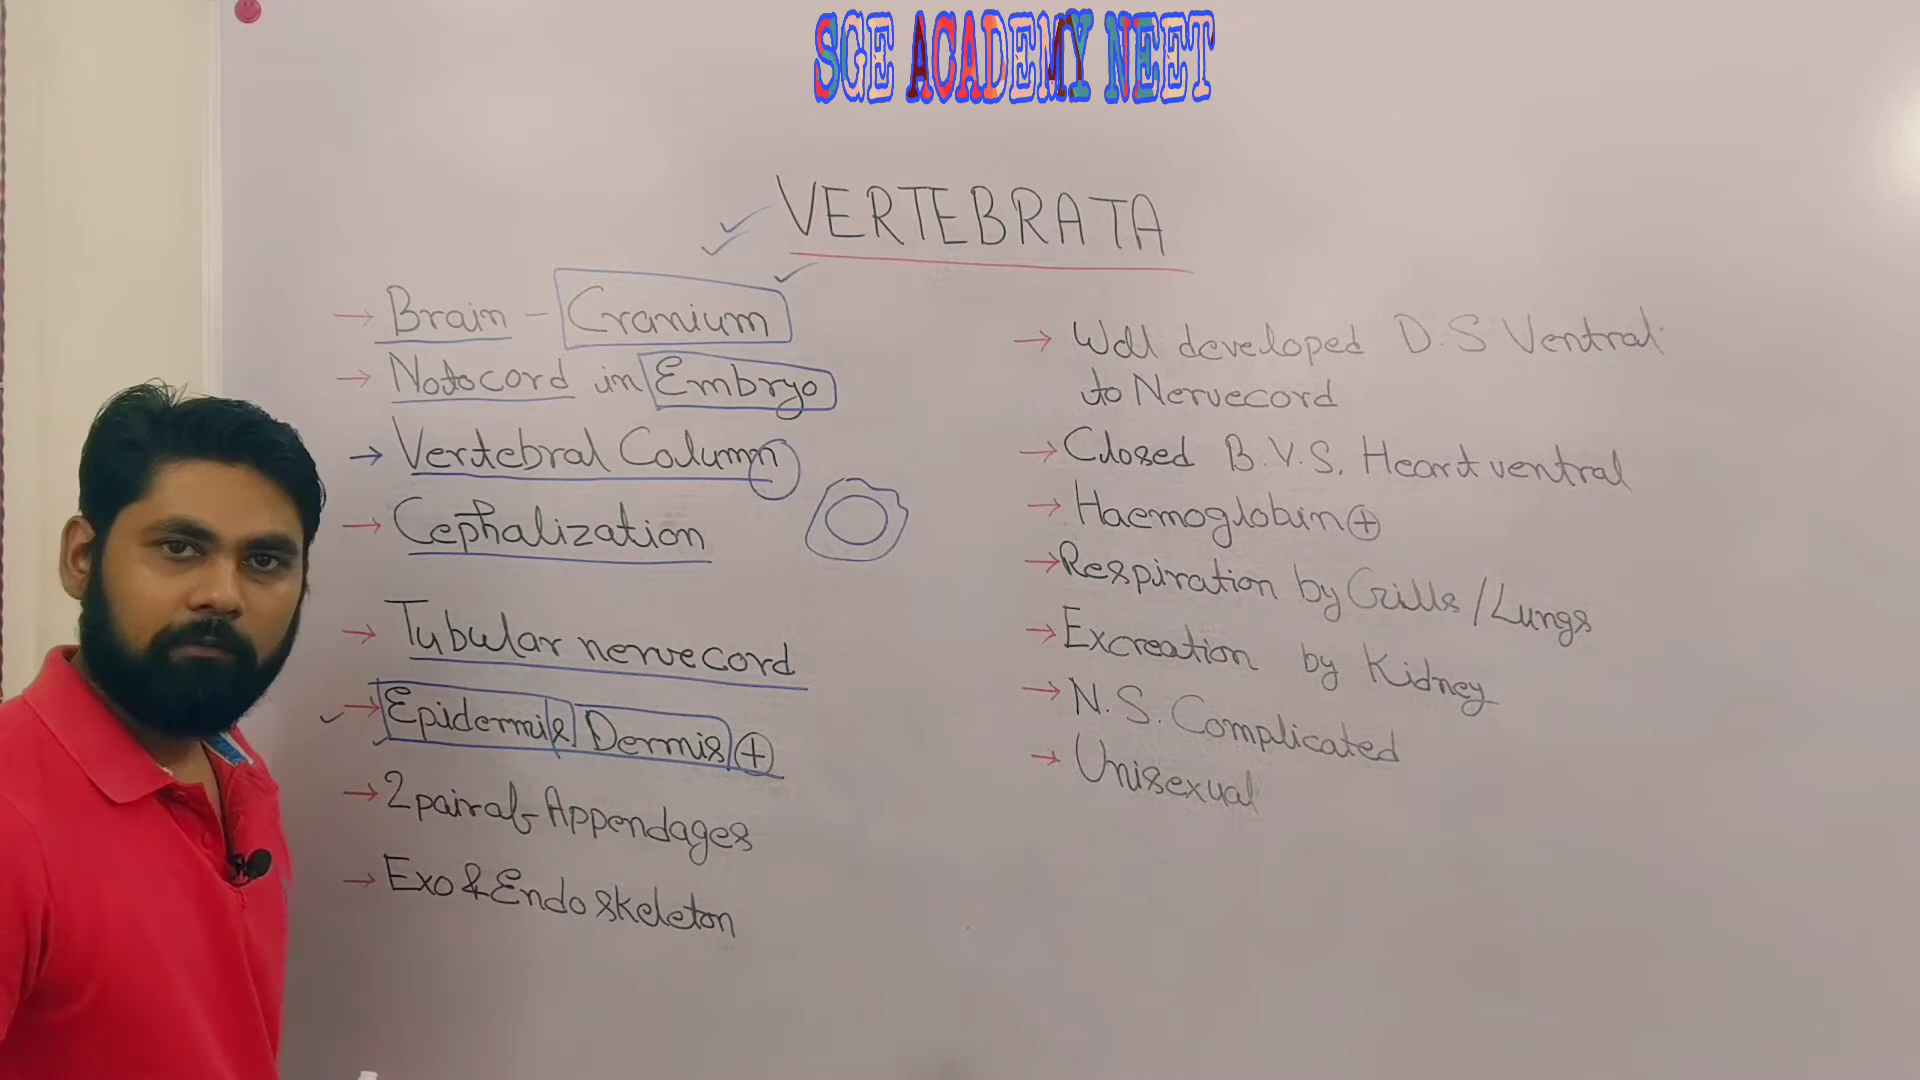 SGE ACADEMY NEET
VERTEBRATA
→ Brain - Cranium
→ Notocord in Embryo
→ Vertebral Column
→ Cephalization
→ Tubular nervecord
→ Epidermis Dermis +
→ 2 pair of Appendages
→ Exo & Endo skeleton
→ Well developed D.S Ventral
to Nervecord
→ Closed B.V.S. Heart ventral
→ Haemoglobin +
→ Respiration by Gills / Lungs
→ Excreation by Kidney
→ N.S. Complicated
→ Unisexual